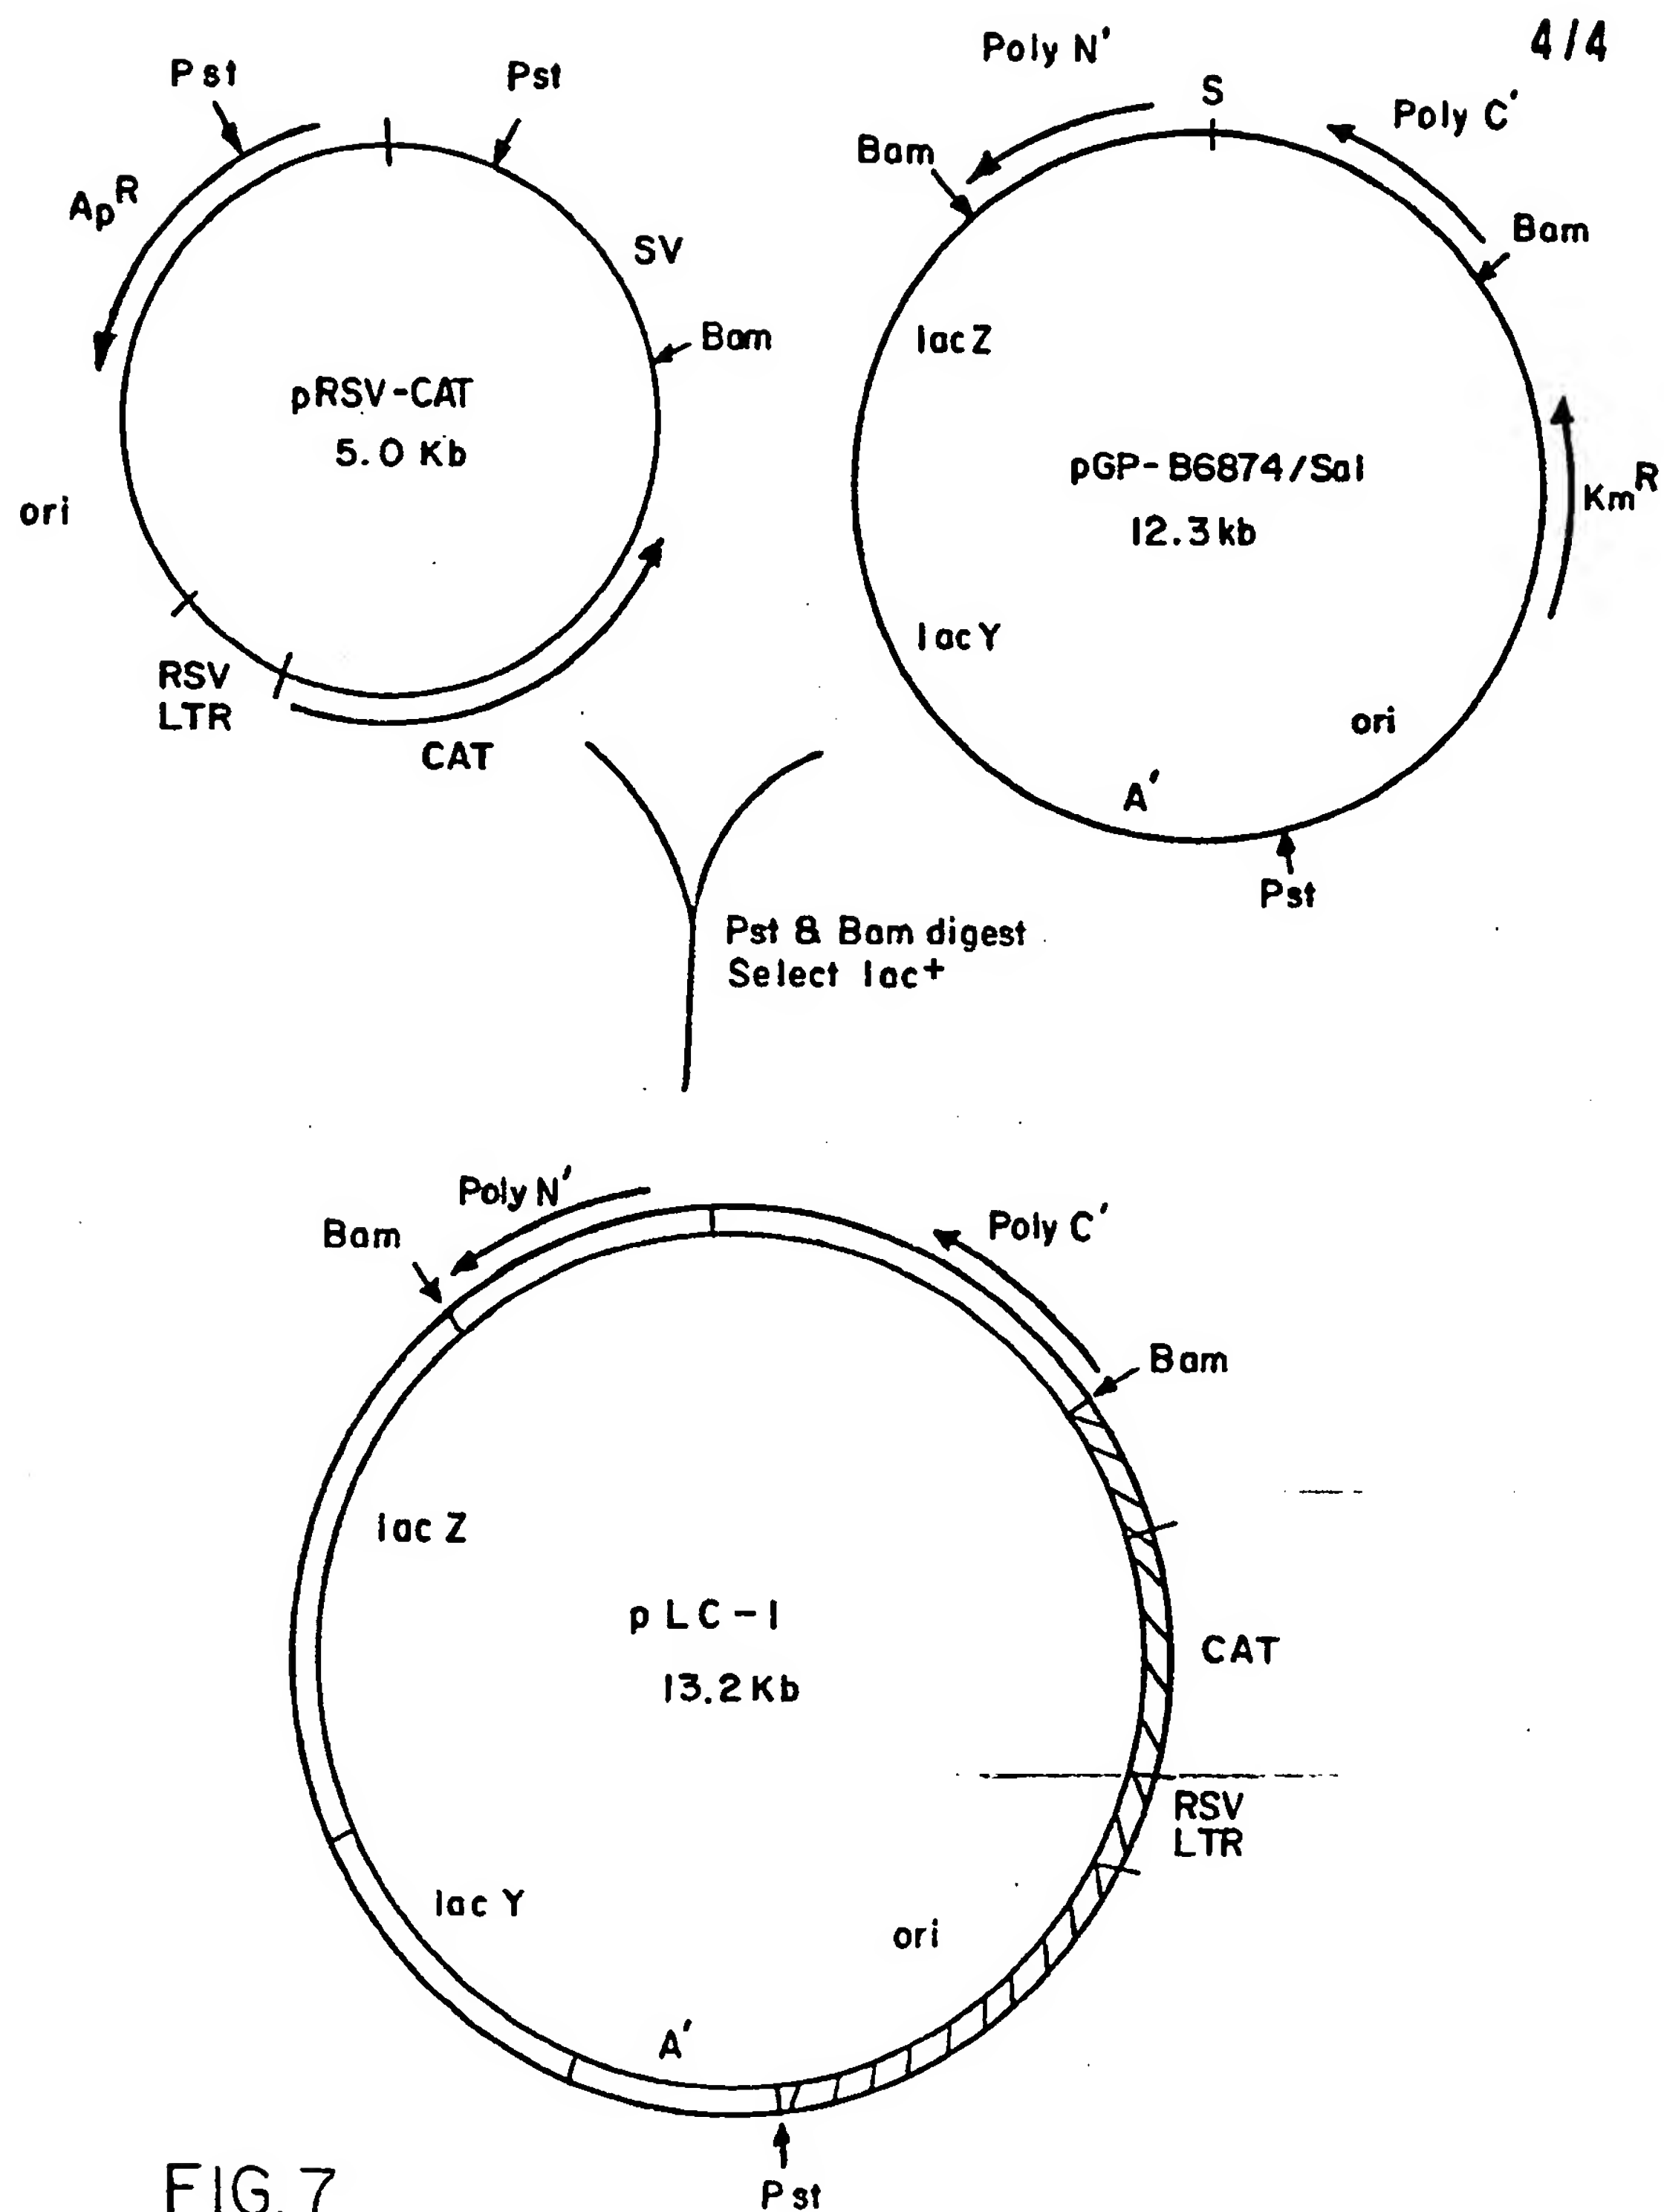 4/4
Pst
Pst
Ap^R
SV
Bam
pRSV-CAT
5.0 Kb
ori
RSV
LTR
CAT
Poly N'
S
Poly C'
Bam
Bam
lacZ
pGP-B6874/Sal
12.3 kb
Km^R
lacY
ori
A'
Pst
Pst & Bam digest
Select lac+
Poly N'
Bam
Poly C'
Bam
lac Z
pLC-1
13.2 Kb
CAT
RSV
LTR
lac Y
ori
A'
Pst
FIG. 7